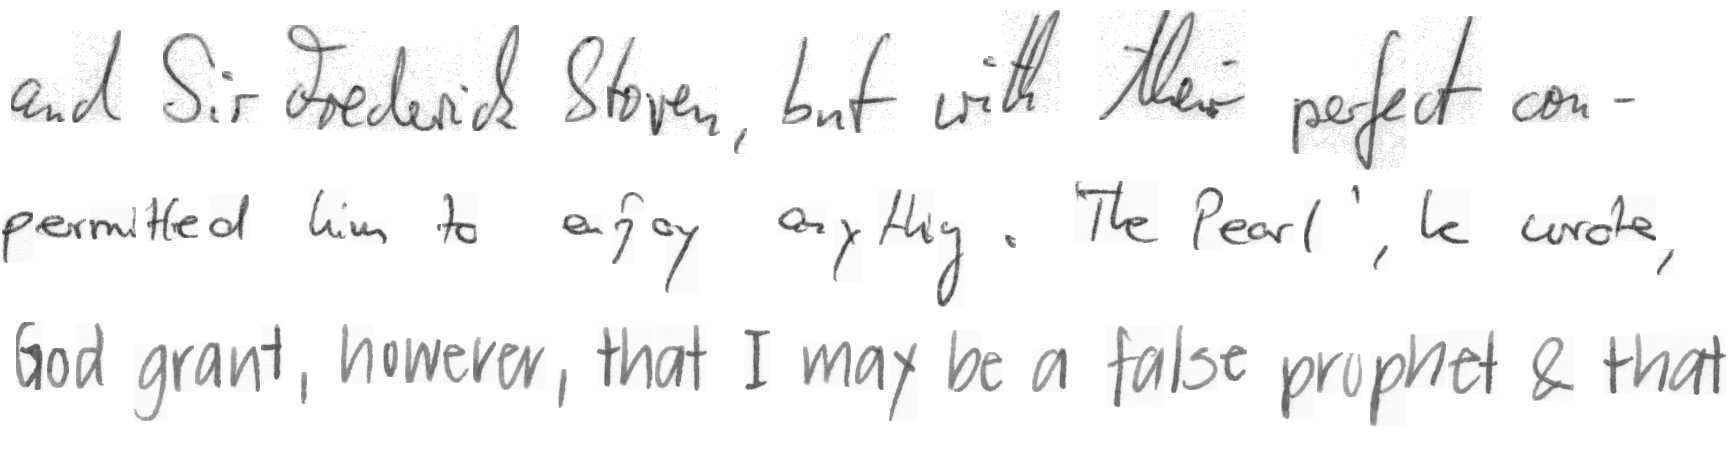 and Sir Frederick Stoven, but with their perfect con-
permitted him to enjoy anything. The Pearl', he wrote,
God grant, however, that I may be a false prophet & that